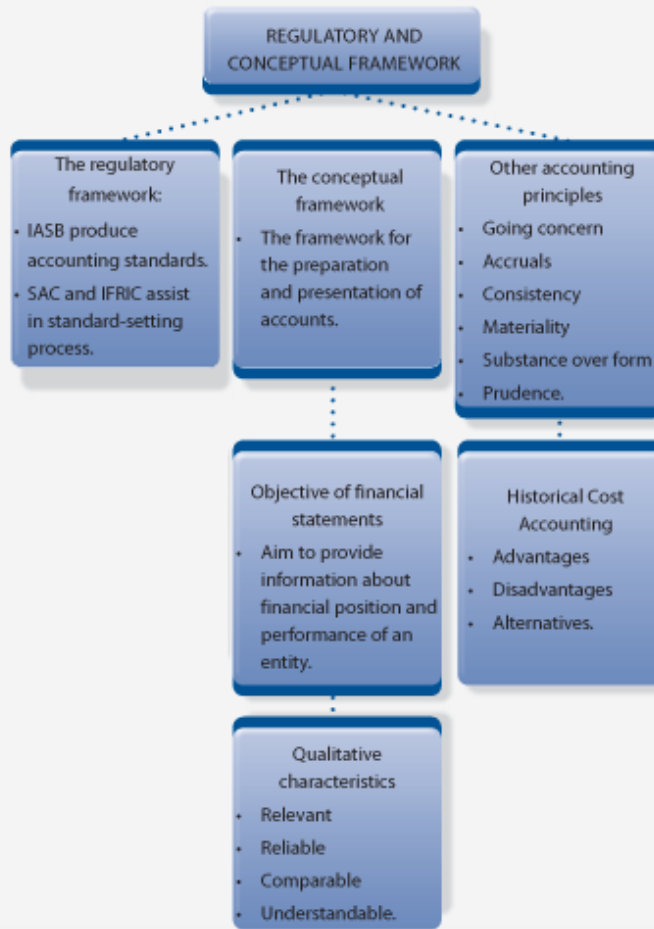 REGULATORY AND
CONCEPTUAL FRAMEWORK
The regulatory
framework:
• IASB produce
accounting standards.
• SAC and IFRIC assist
in standard-setting
process.
The conceptual
framework
• The framework for
the preparation
and presentation of
accounts.
Other accounting
principles
• Going concern
• Accruals
• Consistency
• Materiality
• Substance over form
• Prudence.
Objective of financial
statements
• Aim to provide
information about
financial position and
performance of an
entity.
Historical Cost
Accounting
• Advantages
• Disadvantages
• Alternatives.
Qualitative
characteristics
• Relevant
• Reliable
• Comparable
• Understandable.